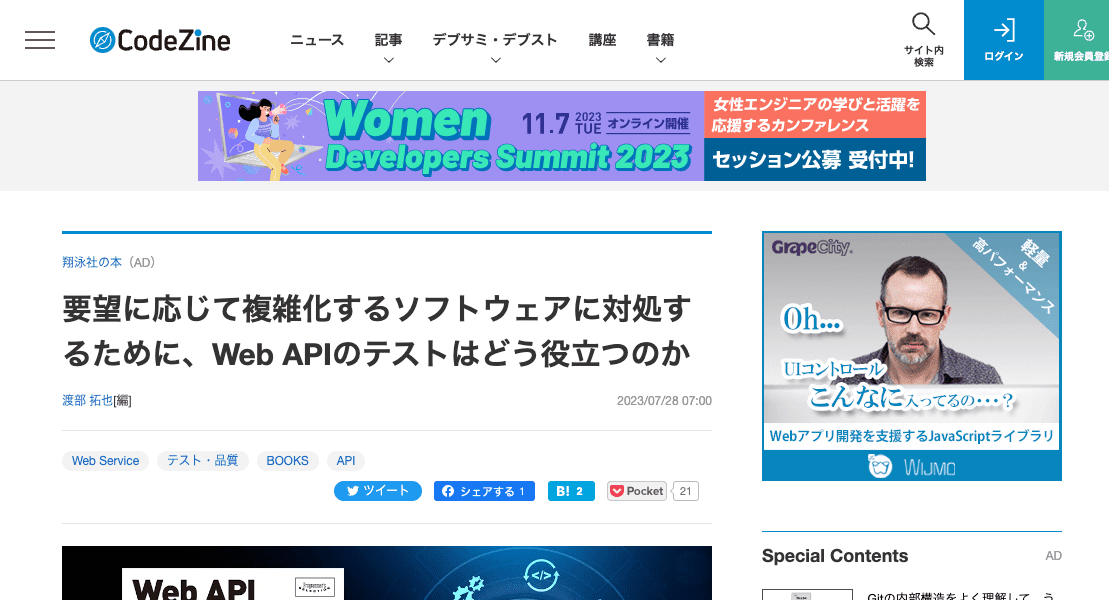 CodeZine
ニュース
記事
デブサミ・デブスト
講座
書籍
サイト内
検索
ログイン
新規会員登録
Women
Developers Summit 2023
11.7 2023 TUE オンライン開催
女性エンジニアの学びと活躍を
応援するカンファレンス
セッション公募 受付中!
翔泳社の本（AD）
要望に応じて複雑化するソフトウェアに対処す
るために、Web APIのテストはどう役立つのか
渡部 拓也[編]
2023/07/28 07:00
Web Service
テスト・品質
BOOKS
API
ツイート
シェアする 1
B! 2
Pocket
21
Web API
GrapeCity.
軽量
&
高パフォーマンス
Oh...
UIコントロール
こんなに入ってるの・・・?
Webアプリ開発を支援するJavaScriptライブラリ
WIJMO
Special Contents
AD
Gitの内部構造をよく理解して、う